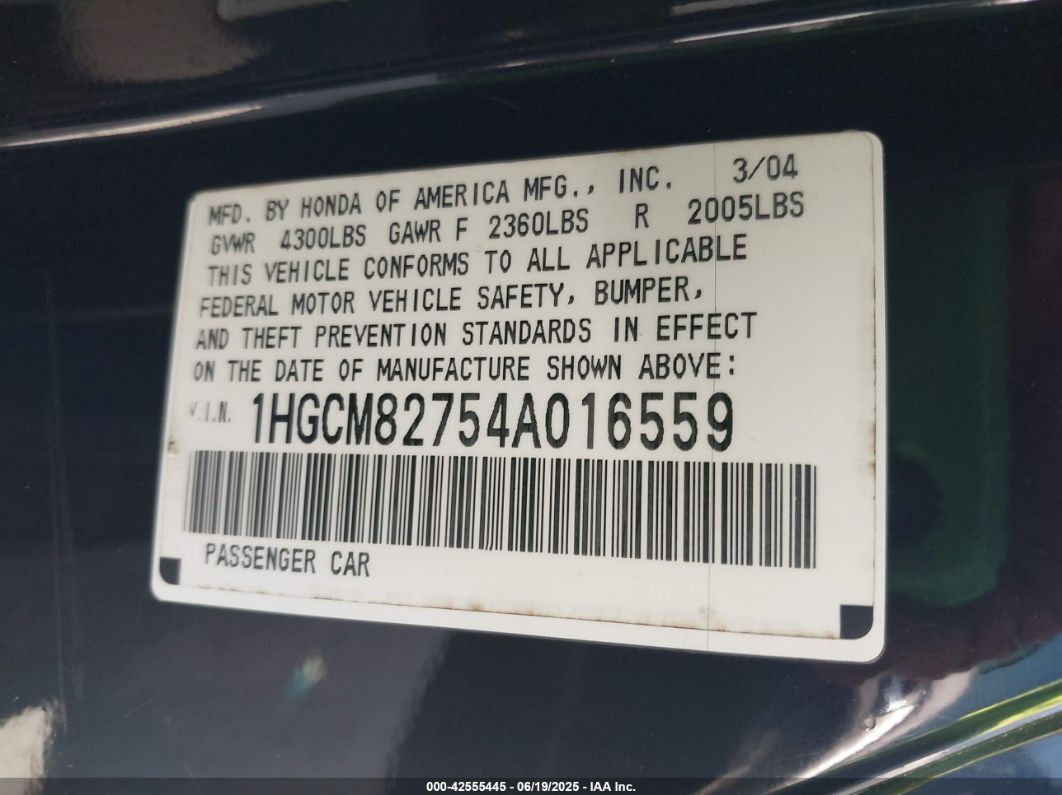 MFD. BY HONDA OF AMERICA MFG., INC. 3/04
GVWR 4300LBS GAWR F 2360LBS R 2005LBS
THIS VEHICLE CONFORMS TO ALL APPLICABLE
FEDERAL MOTOR VEHICLE SAFETY, BUMPER,
AND THEFT PREVENTION STANDARDS IN EFFECT
ON THE DATE OF MANUFACTURE SHOWN ABOVE:
V.I.N. 1HGCM82754A016559
PASSENGER CAR
000-42555445 - 06/19/2025 - IAA Inc.